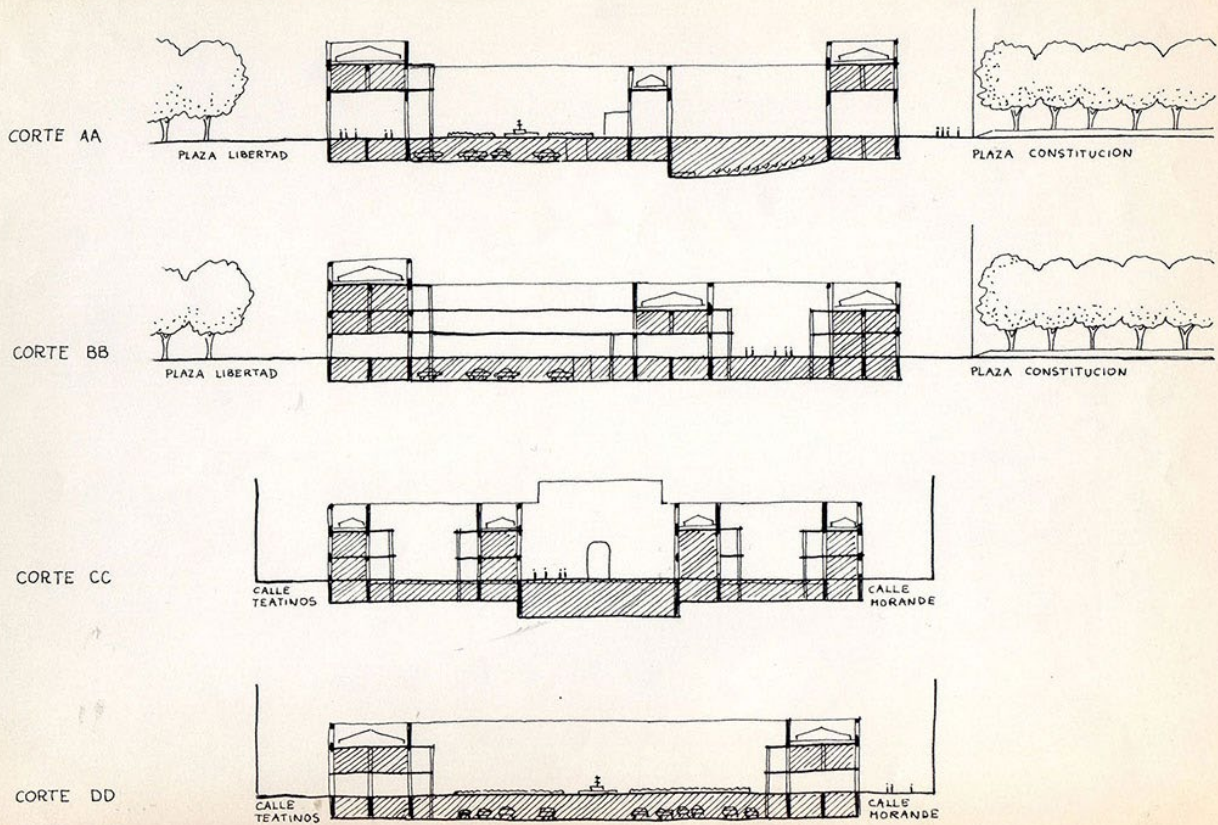 CORTE AA
PLAZA LIBERTAD
PLAZA CONSTITUCION
CORTE BB
PLAZA LIBERTAD
PLAZA CONSTITUCION
CORTE CC
CALLE
TEATINOS
CALLE
MORANDE
CORTE DD
CALLE
TEATINOS
CALLE
MORANDE